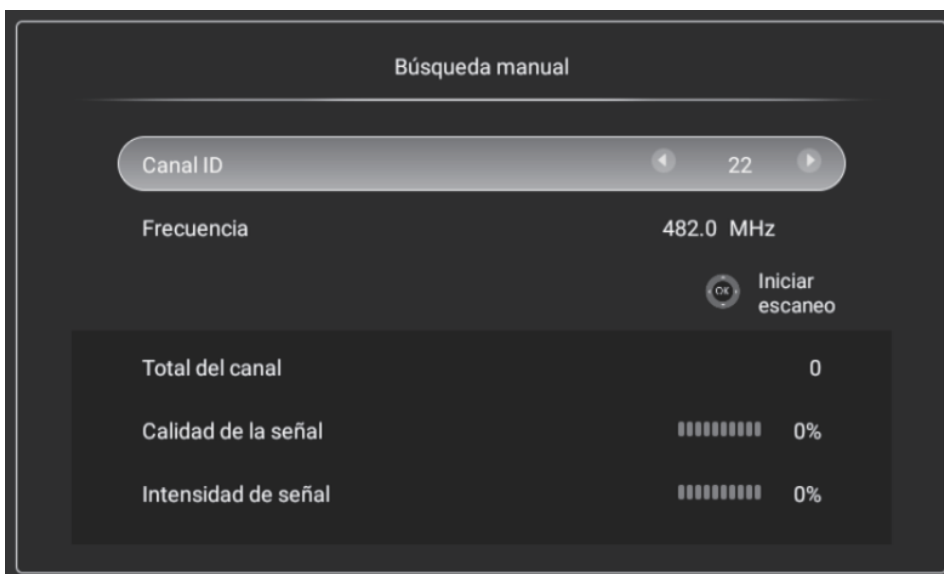 Búsqueda manual
Canal ID 22
Frecuencia 482.0 MHz
OK Iniciar
escaneo
Total del canal 0
Calidad de la señal 0%
Intensidad de señal 0%